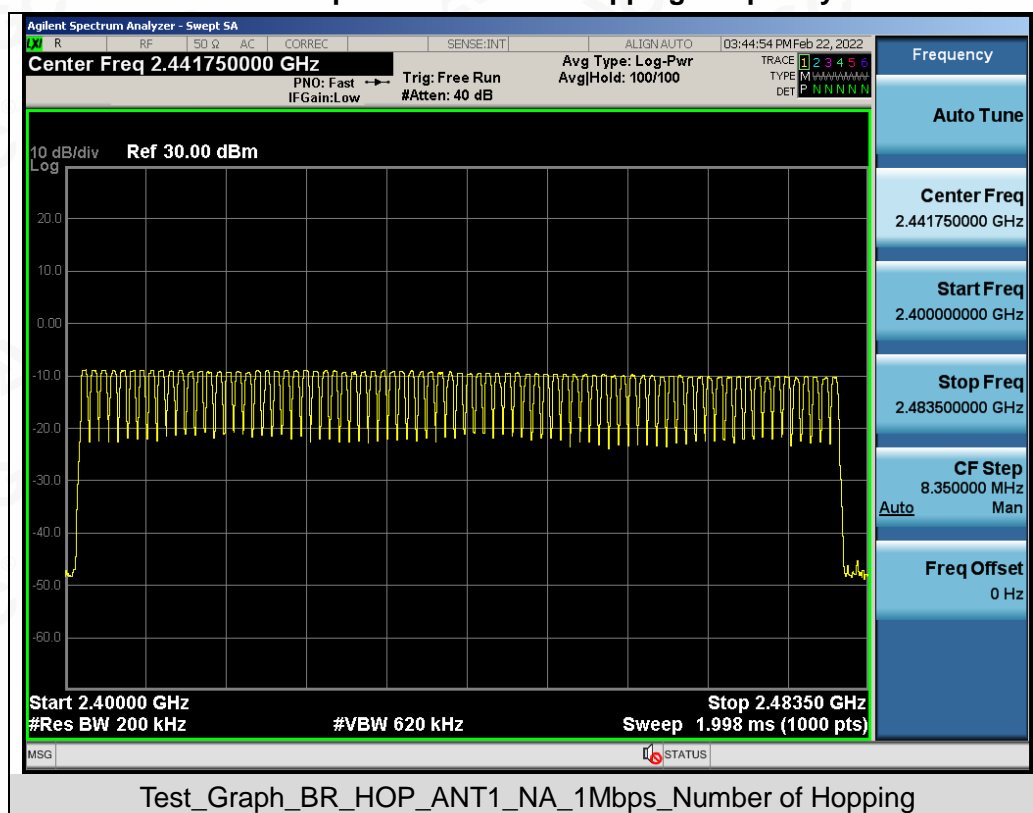 Agilent Spectrum Analyzer - Swept SA
LXI R RF 50 Ω AC CORREC SENSE:INT ALIGN AUTO 03:44:54 PM Feb 22, 2022
Center Freq 2.441750000 GHz
PNO: Fast
IFGain:Low
Trig: Free Run
#Atten: 40 dB
Avg Type: Log-Pwr
Avg|Hold: 100/100
TRACE 1 2 3 4 5 6
TYPE M WWWWW
DET P N N N N N
Frequency
Auto Tune
Center Freq
2.441750000 GHz
Start Freq
2.400000000 GHz
Stop Freq
2.483500000 GHz
CF Step
8.350000 MHz
Auto Man
Freq Offset
0 Hz
10 dB/div Ref 30.00 dBm
Log
20.0
10.0
0.00
-10.0
-20.0
-30.0
-40.0
-50.0
-60.0
Start 2.40000 GHz Stop 2.48350 GHz
#Res BW 200 kHz #VBW 620 kHz Sweep 1.998 ms (1000 pts)
MSG STATUS
Test_Graph_BR_HOP_ANT1_NA_1Mbps_Number of Hopping